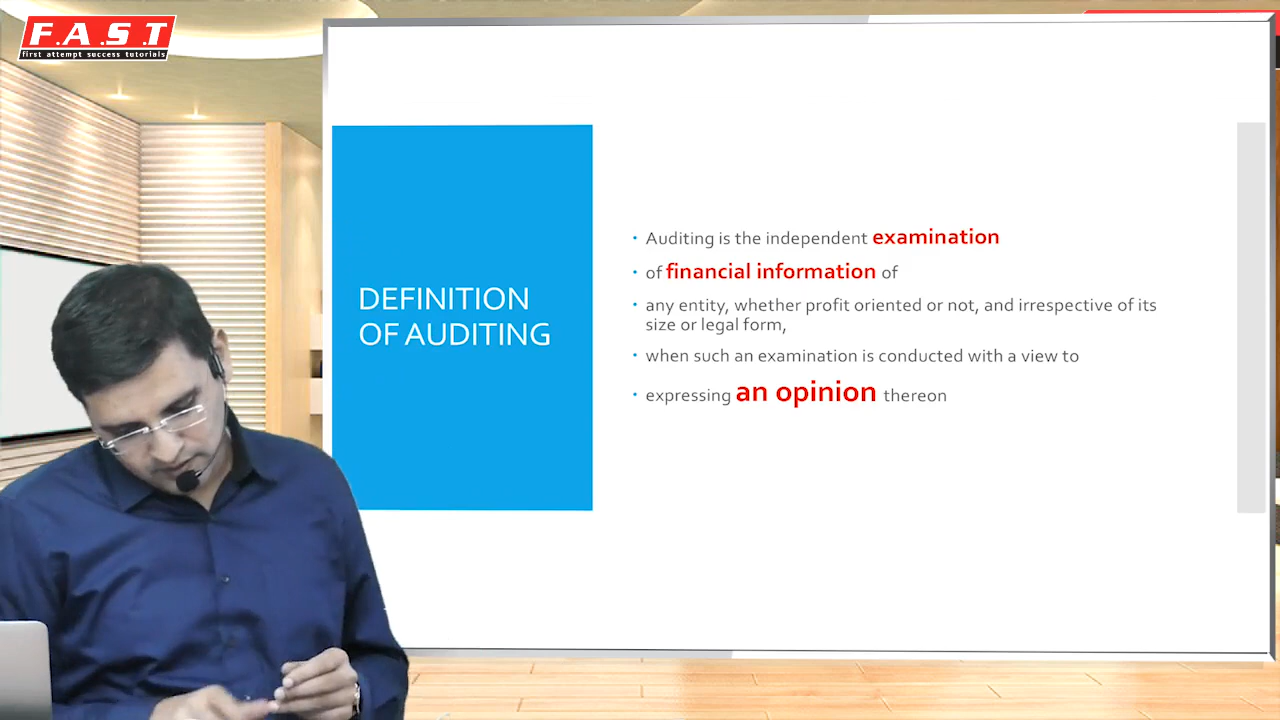 F.A.S.T
first attempt success tutorials
DEFINITION
OF AUDITING
• Auditing is the independent examination
• of financial information of
• any entity, whether profit oriented or not, and irrespective of its
size or legal form,
• when such an examination is conducted with a view to
• expressing an opinion thereon